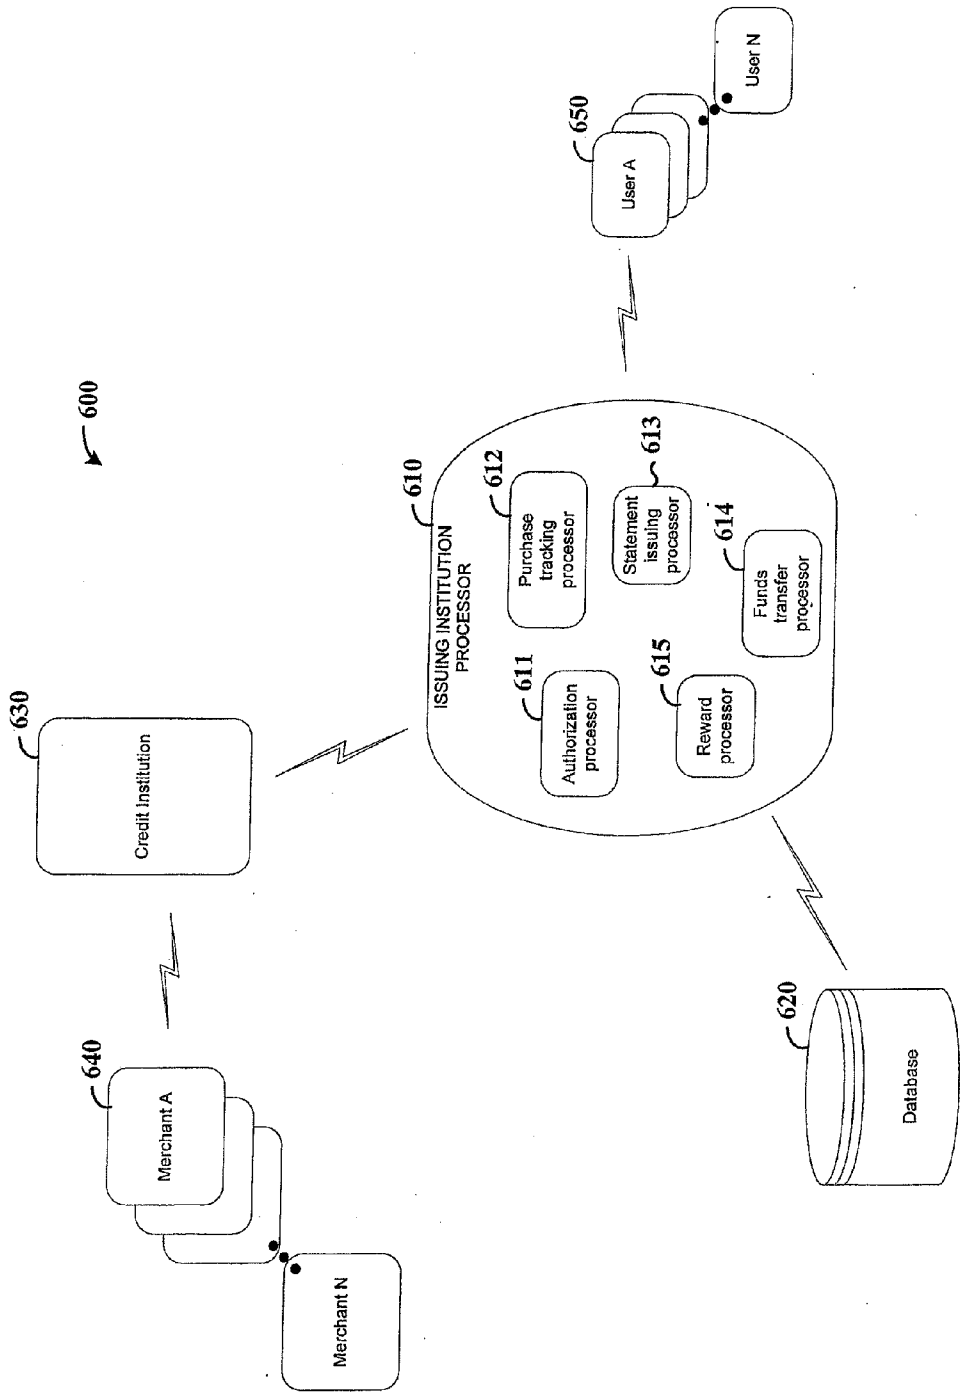 600
640
Merchant A
Merchant N
630
Credit Institution
610
ISSUING INSTITUTION
PROCESSOR
611
Authorization
processor
612
Purchase
tracking
processor
615
Reward
processor
613
Statement
issuing
processor
614
Funds
transfer
processor
650
User A
User N
620
Database